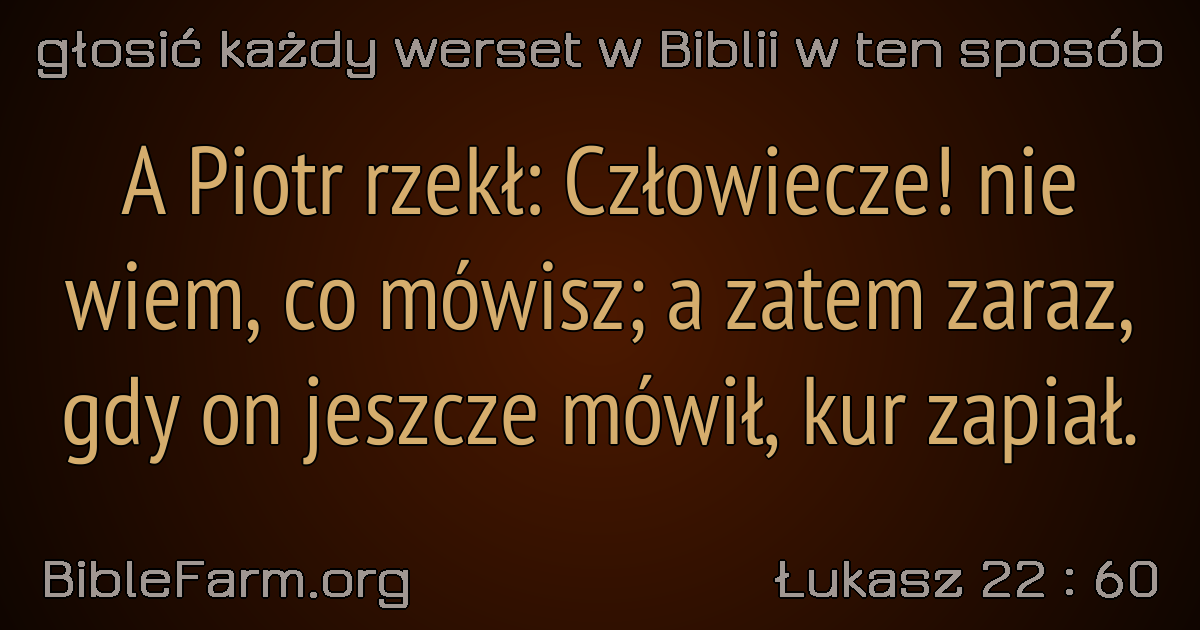 głosić każdy werset w Biblii w ten sposób
A Piotr rzekł: Człowiecze! nie
wiem, co mówisz; a zatem zaraz,
gdy on jeszcze mówił, kur zapiał.
BibleFarm.org
Łukasz 22 : 60